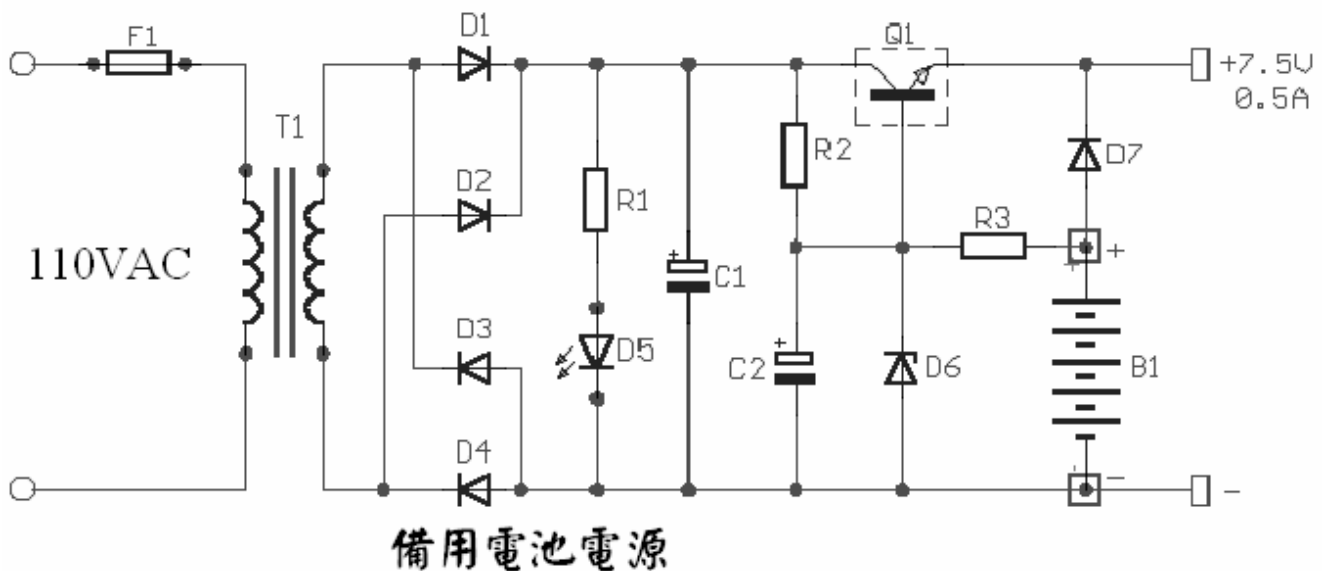 F1
T1
110VAC
D1
D2
D3
D4
R1
D5
C1
R2
C2
Q1
D6
R3
D7
+
+
+
+
+
B1
-
-
+7.5V
0.5A
-
備用電池電源